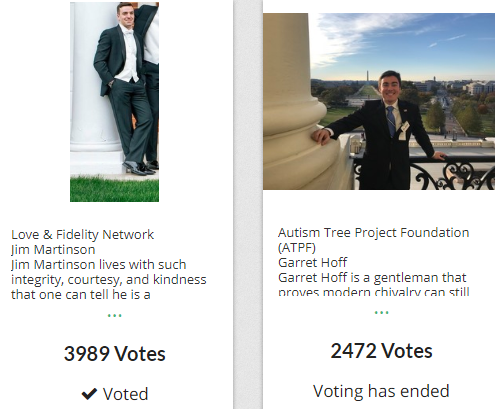 Love & Fidelity Network
Jim Martinson
Jim Martinson lives with such
integrity, courtesy, and kindness
that one can tell he is a
...
3989 Votes
Voted
Autism Tree Project Foundation
(ATPF)
Garret Hoff
Garret Hoff is a gentleman that
proves modern chivalry can still
...
2472 Votes
Voting has ended